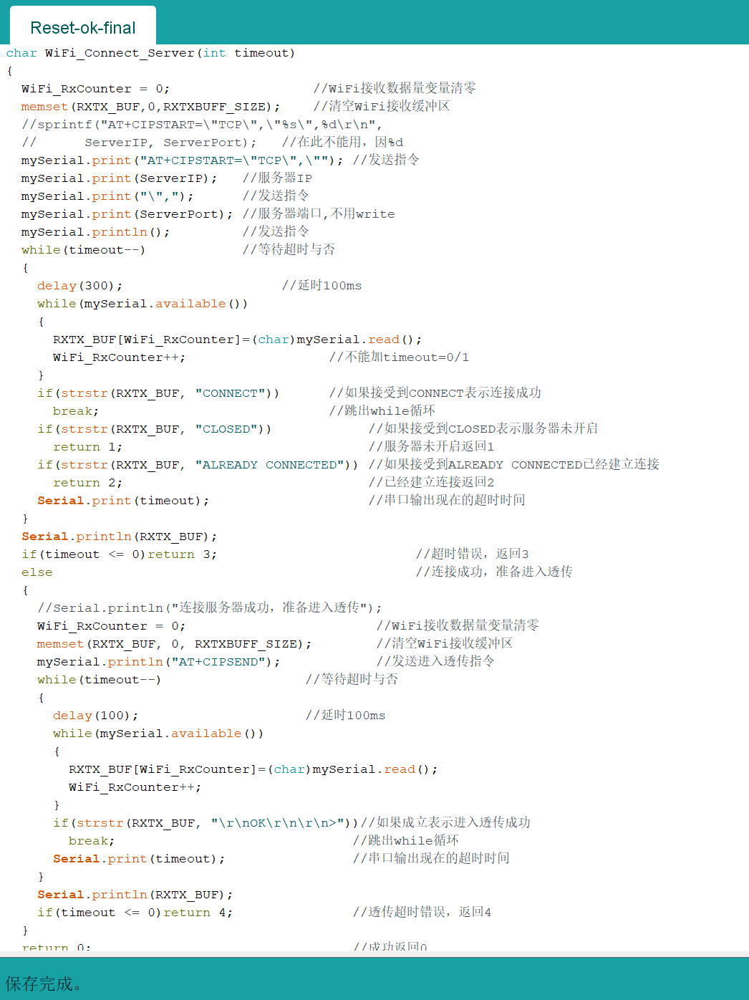 Reset-ok-final
char WiFi_Connect_Server(int timeout)
{
WiFi_RxCounter = 0; //WiFi接收数据量变量清零
memset(RXTX_BUF,0,RXTXBUFF_SIZE); //清空WiFi接收缓冲区
//sprintf("AT+CIPSTART=\"TCP\",\"%s\",%d\r\n",
// ServerIP, ServerPort); //在此不能用，因%d
mySerial.print("AT+CIPSTART=\"TCP\",\""); //发送指令
mySerial.print(ServerIP); //服务器IP
mySerial.print("\","); //发送指令
mySerial.print(ServerPort); //服务器端口,不用write
mySerial.println(); //发送指令
while(timeout--) //等待超时与否
{
delay(300); //延时100ms
while(mySerial.available())
{
RXTX_BUF[WiFi_RxCounter]=(char)mySerial.read();
WiFi_RxCounter++; //不能加timeout=0/1
}
if(strstr(RXTX_BUF, "CONNECT")) //如果接受到CONNECT表示连接成功
break; //跳出while循环
if(strstr(RXTX_BUF, "CLOSED")) //如果接受到CLOSED表示服务器未开启
return 1; //服务器未开启返回1
if(strstr(RXTX_BUF, "ALREADY CONNECTED")) //如果接受到ALREADY CONNECTED已经建立连接
return 2; //已经建立连接返回2
Serial.print(timeout); //串口输出现在的超时时间
}
Serial.println(RXTX_BUF);
if(timeout <= 0)return 3; //超时错误，返回3
else //连接成功，准备进入透传
{
//Serial.println("连接服务器成功，准备进入透传");
WiFi_RxCounter = 0; //WiFi接收数据量变量清零
memset(RXTX_BUF, 0, RXTXBUFF_SIZE); //清空WiFi接收缓冲区
mySerial.println("AT+CIPSEND"); //发送进入透传指令
while(timeout--) //等待超时与否
{
delay(100); //延时100ms
while(mySerial.available())
{
RXTX_BUF[WiFi_RxCounter]=(char)mySerial.read();
WiFi_RxCounter++;
}
if(strstr(RXTX_BUF, "\r\nOK\r\n\r\n>"))//如果成立表示进入透传成功
break; //跳出while循环
Serial.print(timeout); //串口输出现在的超时时间
}
Serial.println(RXTX_BUF);
if(timeout <= 0)return 4; //透传超时错误，返回4
}
return 0; //成功返回0
保存完成。